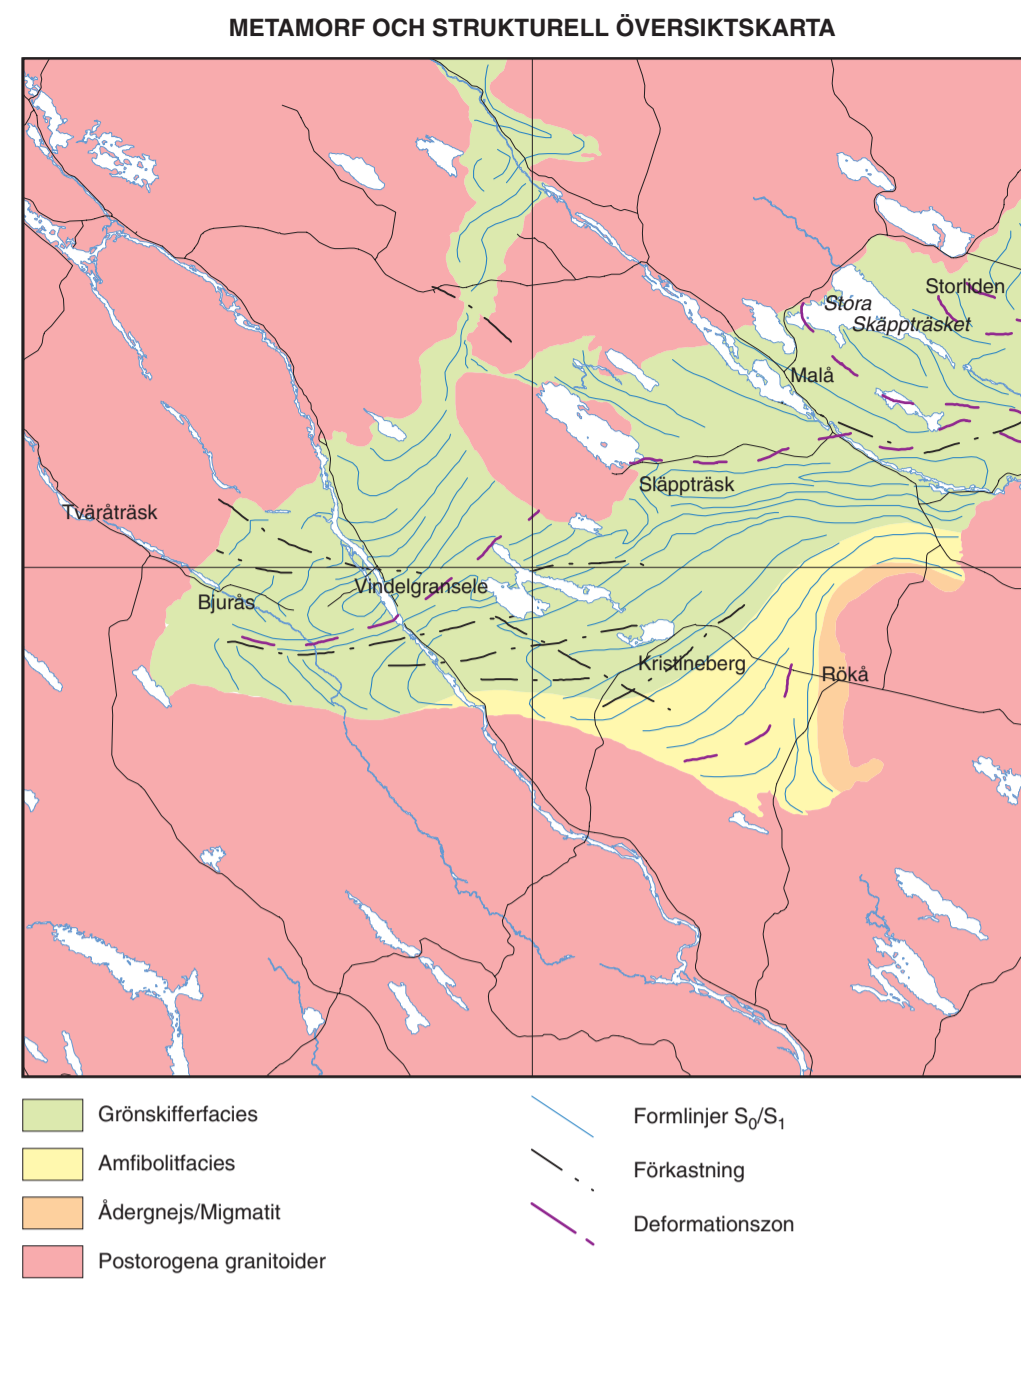 METAMORF OCH STRUKTURELL ÖVERSIKTSKARTA
Storliden
Stora
Skäppträsket
Malå
Släppträsk
Tväråträsk
Vindelgransele
Bjurås
Kristineberg
Rökå
Grönskifferfacies
Amfibolitfacies
Ådergnejs/Migmatit
Postorogena granitoider
Formlinjer S₀/S₁
Förkastning
Deformationszon